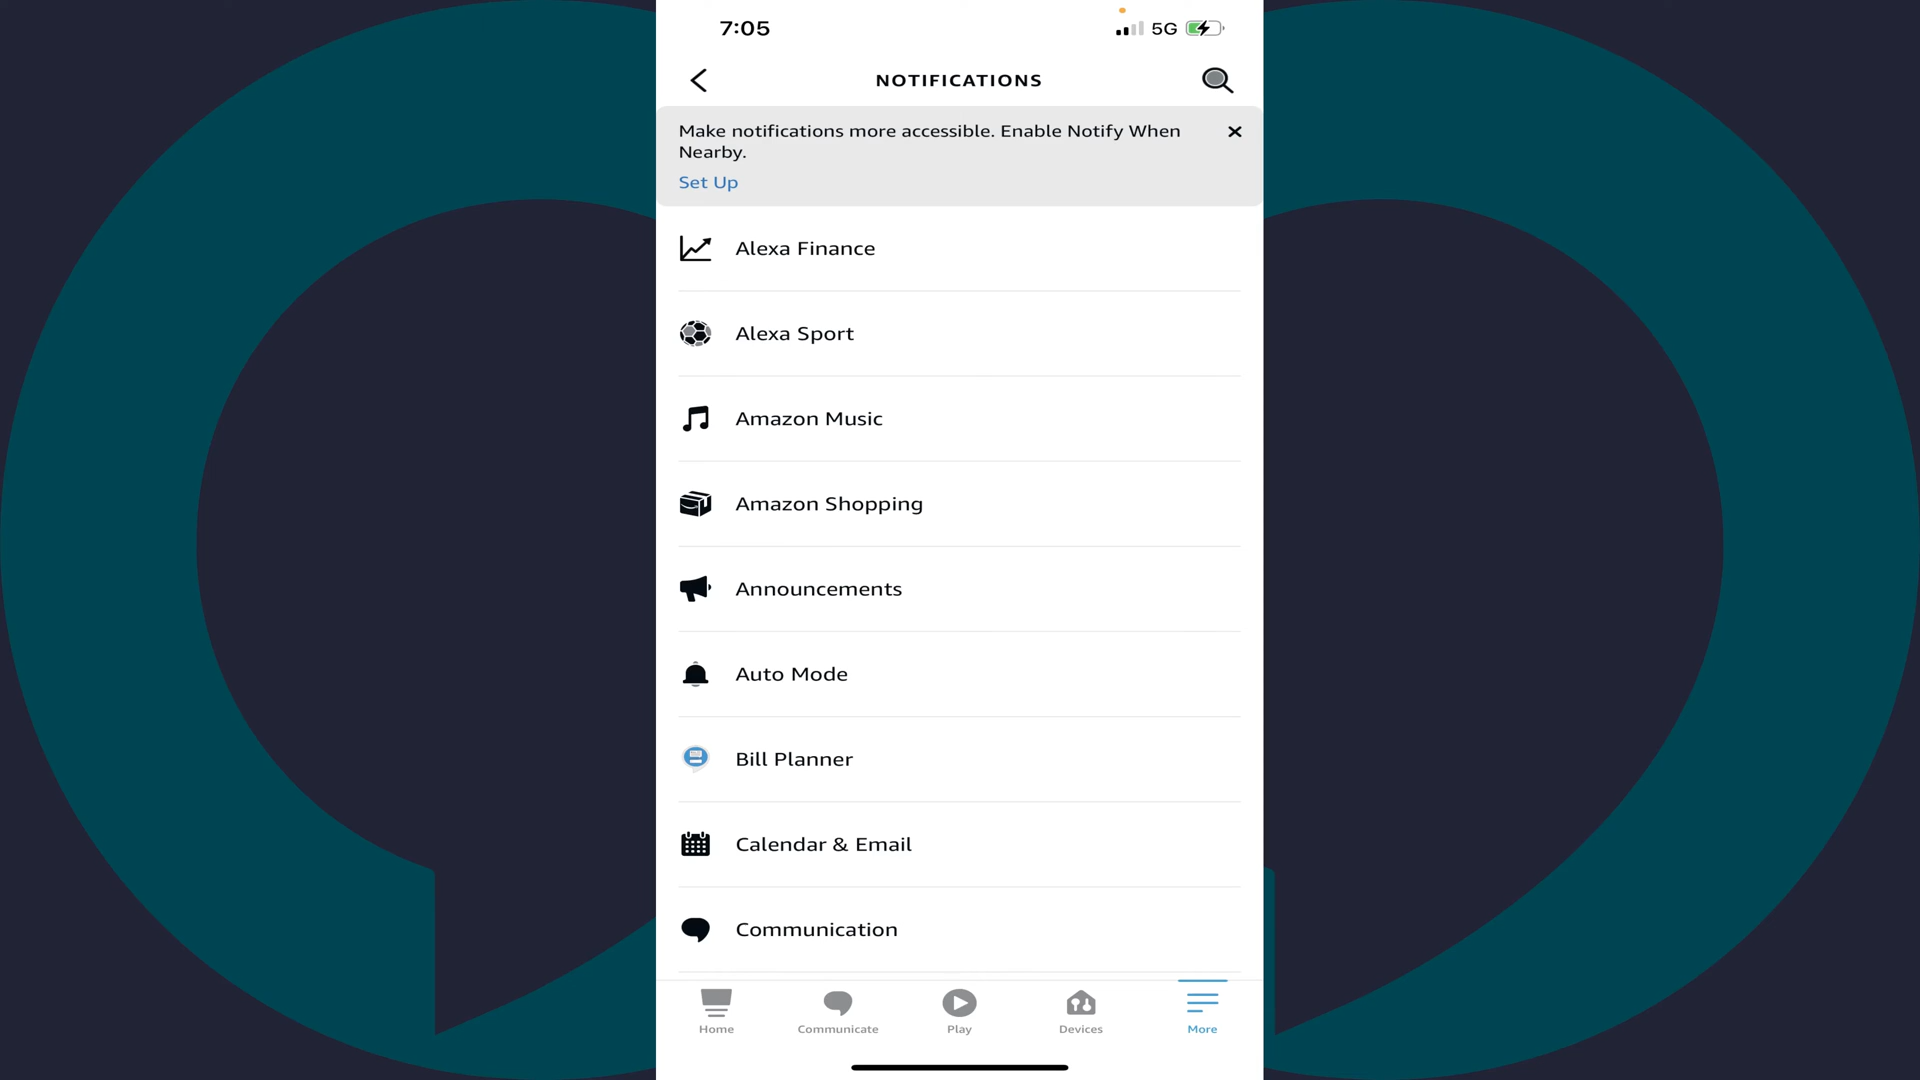 7:05
5G
NOTIFICATIONS
Make notifications more accessible. Enable Notify When
Nearby.
Set Up
Alexa Finance
Alexa Sport
Amazon Music
Amazon Shopping
Announcements
Auto Mode
Bill Planner
Calendar & Email
Communication
Home
Communicate
Play
Devices
More